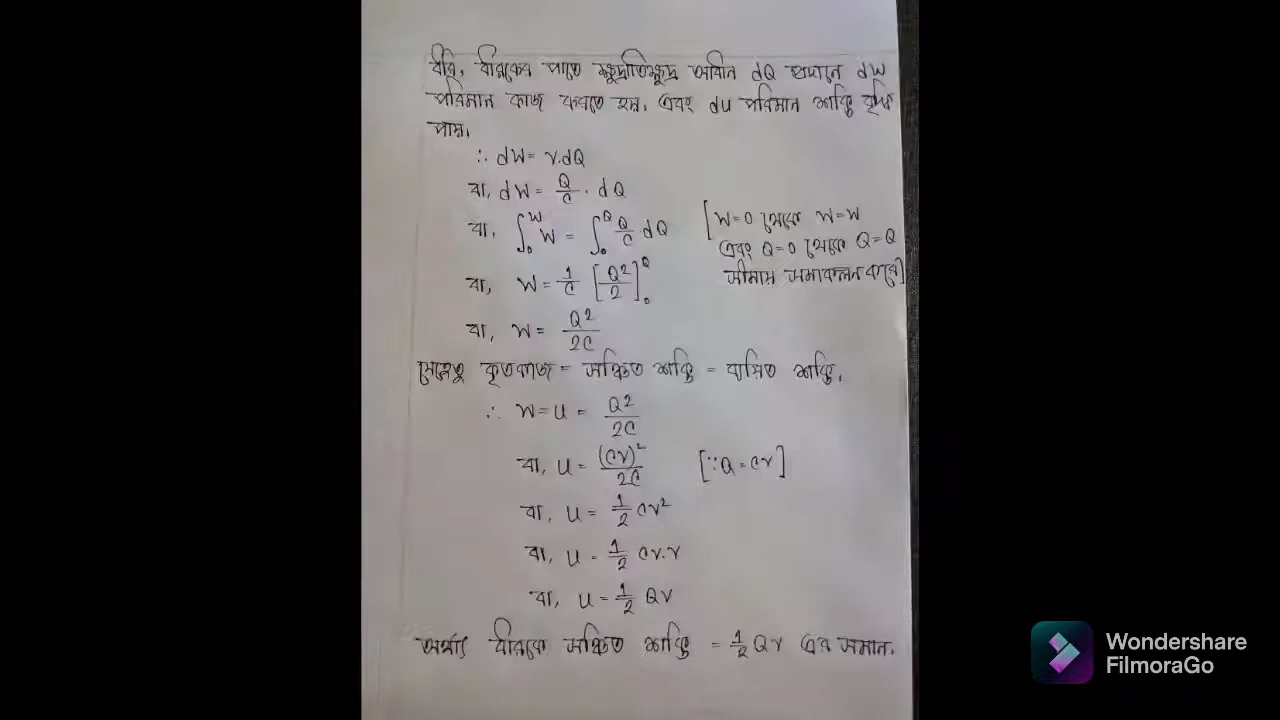 ধরি, ধারকের পাতে ক্ষুদ্রাতিক্ষুদ্র আধান dQ প্রদানে dW
পরিমান কাজ করতে হয়, এবং du পরিমান শক্তি বৃদ্ধি
পায়।
∴ dW = V.dQ
বা, dW = Q/C . dQ
বা, ∫₀ᵂ W = ∫₀Q Q/C dQ [W=0 থেকে W=W
এবং Q=0 থেকে Q=Q
সীমায় সমাকলন করে]
বা, W = 1/C [Q²/2]₀Q
বা, W = Q²/2C
যেহেতু কৃতকাজ = সঞ্চিত শক্তি = ব্যয়িত শক্তি,
∴ W = U = Q²/2C
বা, U = (CV)²/2C [∵ Q = CV]
বা, U = 1/2 CV²
বা, U = 1/2 CV.V
বা, U = 1/2 QV
অর্থাৎ ধারকে সঞ্চিত শক্তি = 1/2 QV এর সমান.
Wondershare
FilmoraGo